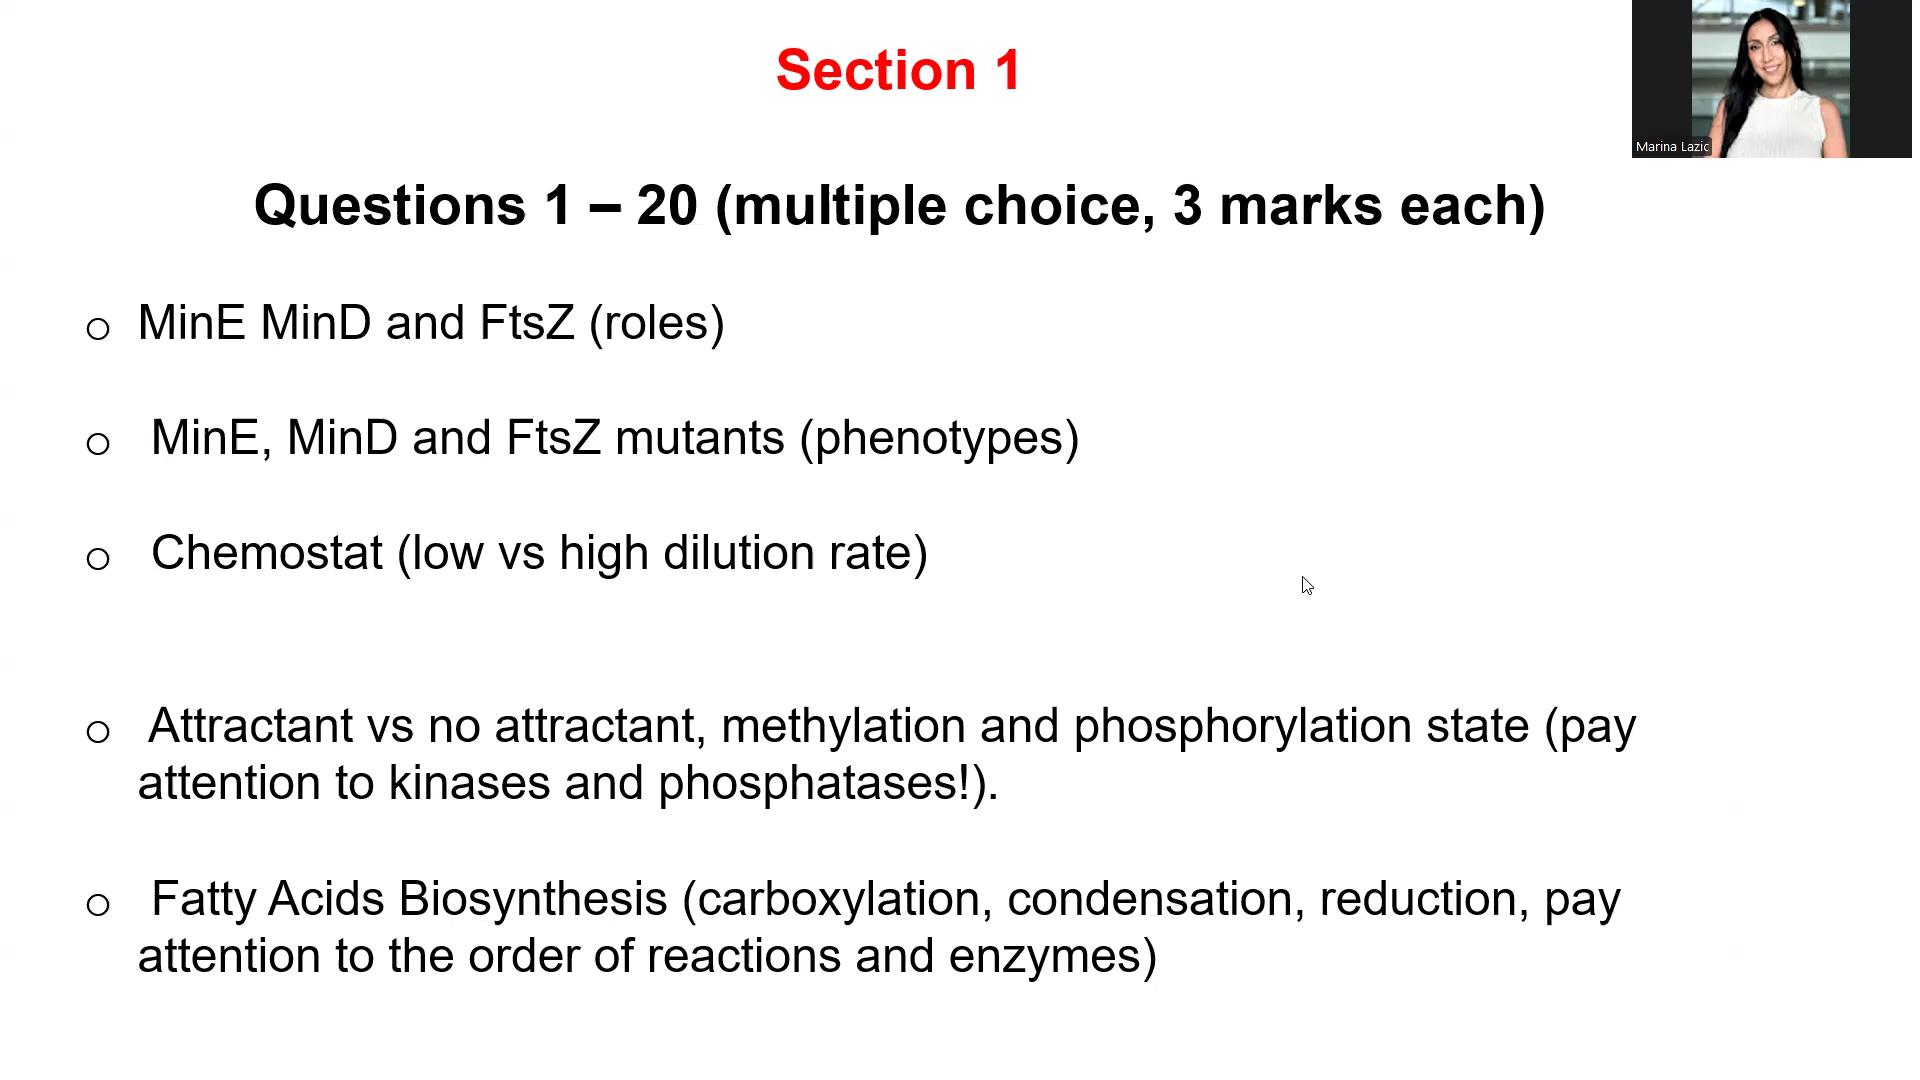 Section 1
Marina Lazic
Questions 1 – 20 (multiple choice, 3 marks each)
o MinE MinD and FtsZ (roles)
o MinE, MinD and FtsZ mutants (phenotypes)
o Chemostat (low vs high dilution rate)
o Attractant vs no attractant, methylation and phosphorylation state (pay
attention to kinases and phosphatases!).
o Fatty Acids Biosynthesis (carboxylation, condensation, reduction, pay
attention to the order of reactions and enzymes)